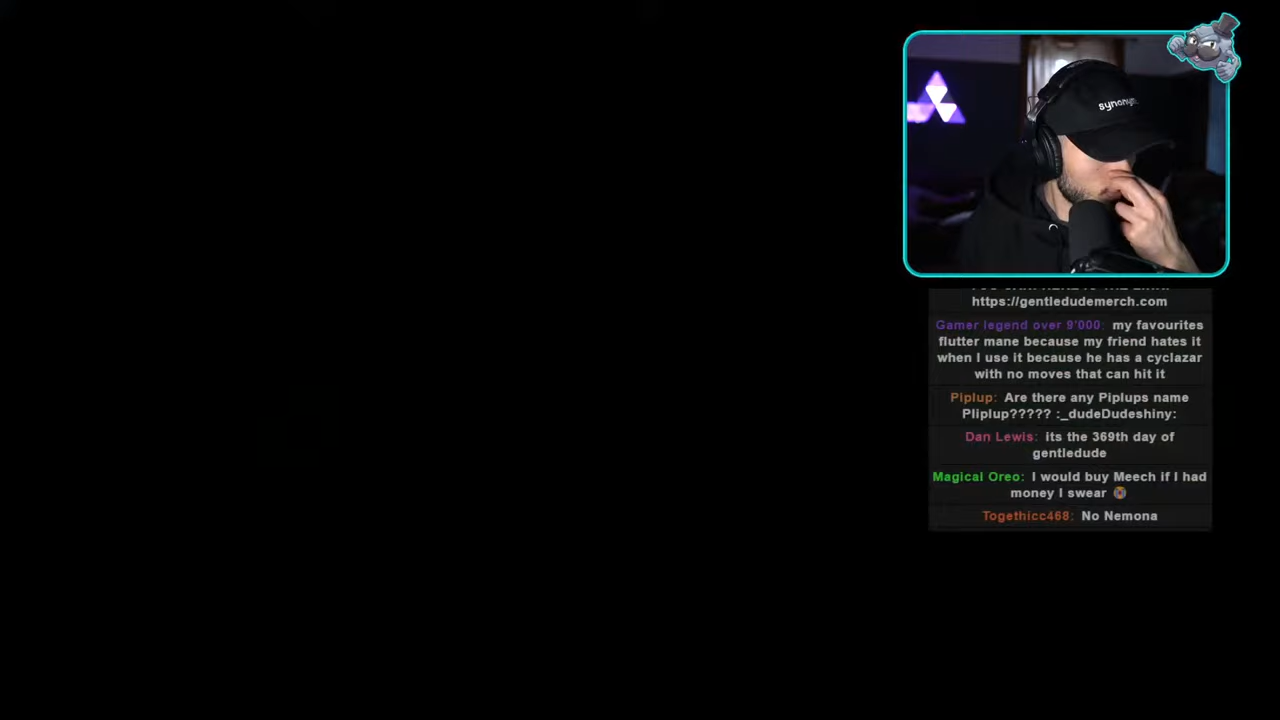 synonym
https://gentledudemerch.com
Gamer legend over 9'000: my favourites
flutter mane because my friend hates it
when I use it because he has a cyclazar
with no moves that can hit it
Piplup: Are there any Piplups name
Pliplup????? :_dudeDudeshiny:
Dan Lewis: its the 369th day of
gentledude
Magical Oreo: I would buy Meech if I had
money I swear
Togethicc468: No Nemona